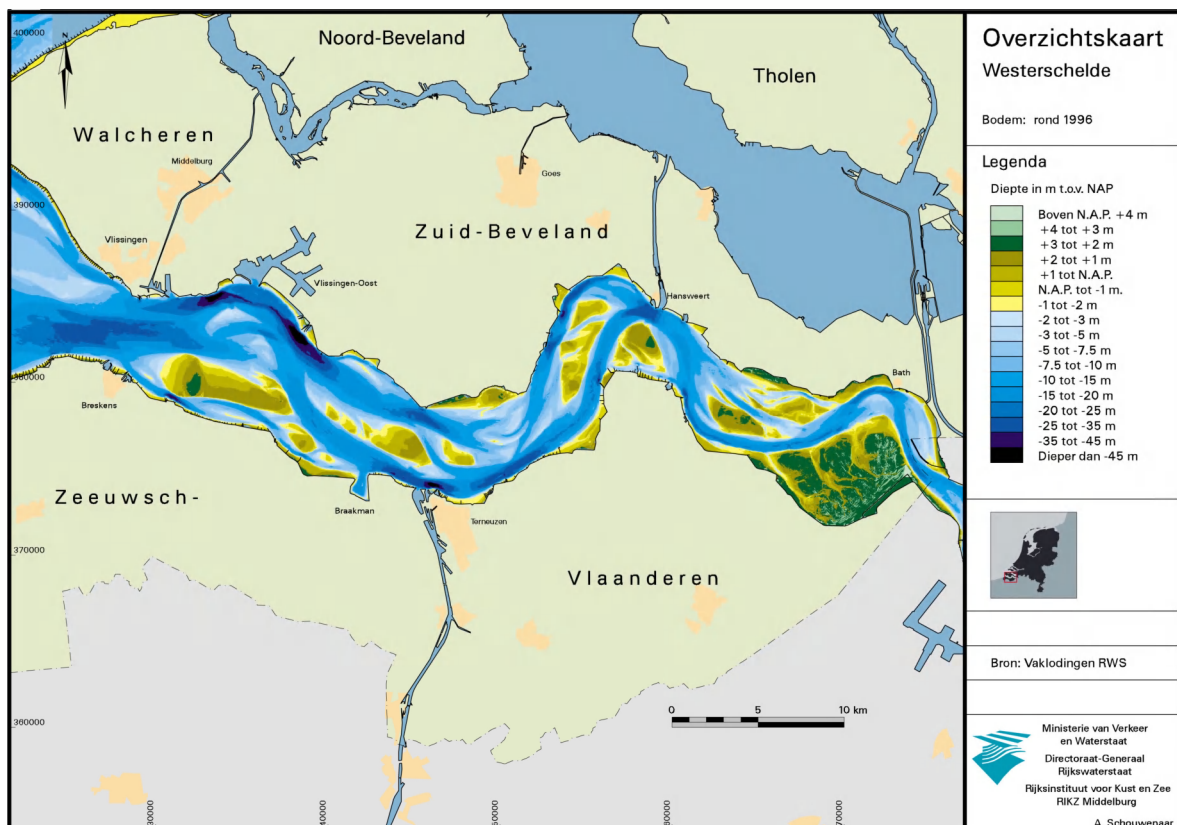 Overzichtskaart
Westerschelde
Bodem: rond 1996
Legenda
Diepte in m t.o.v. NAP
Boven N.A.P. +4 m
+4 tot +3 m
+3 tot +2 m
+2 tot +1 m
+1 tot N.A.P.
N.A.P. tot -1 m.
-1 tot -2 m
-2 tot -3 m
-3 tot -5 m
-5 tot -7.5 m
-7.5 tot -10 m
-10 tot -15 m
-15 tot -20 m
-20 tot -25 m
-25 tot -35 m
-35 tot -45 m
Dieper dan -45 m
Bron: Vaklodingen RWS
Ministerie van Verkeer
en Waterstaat
Directoraat-Generaal
Rijkswaterstaat
Rijksinstituut voor Kust en Zee
RIKZ Middelburg
A. Schouwenaar
400000
N
Noord-Beveland
Tholen
Walcheren
Middelburg
Goes
390000
Zuid-Beveland
Vlissingen
Vlissingen-Oost
Hansweert
380000
Bath
Breskens
Zeeuwsch-
Braakman
Terneuzen
370000
Vlaanderen
0 5 10 km
360000